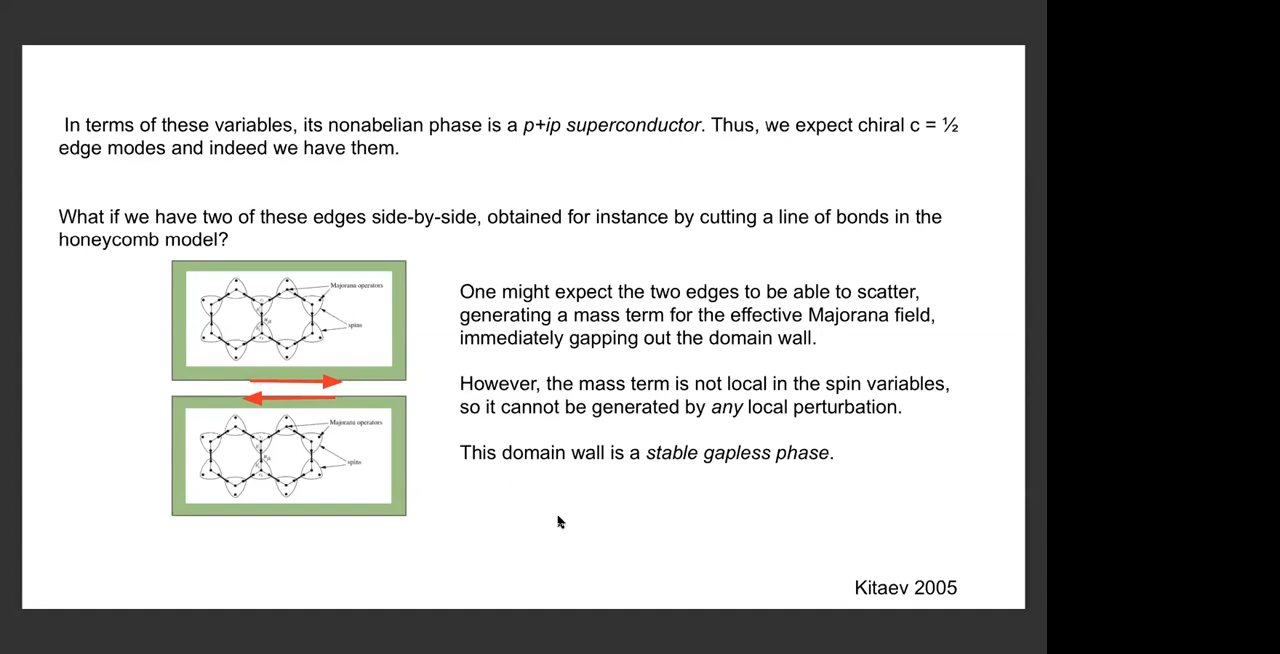 In terms of these variables, its nonabelian phase is a p+ip superconductor. Thus, we expect chiral c = ½
edge modes and indeed we have them.
What if we have two of these edges side-by-side, obtained for instance by cutting a line of bonds in the
honeycomb model?
Majorana operators
spins
One might expect the two edges to be able to scatter,
generating a mass term for the effective Majorana field,
immediately gapping out the domain wall.
However, the mass term is not local in the spin variables,
so it cannot be generated by any local perturbation.
This domain wall is a stable gapless phase.
Majorana operators
spins
Kitaev 2005